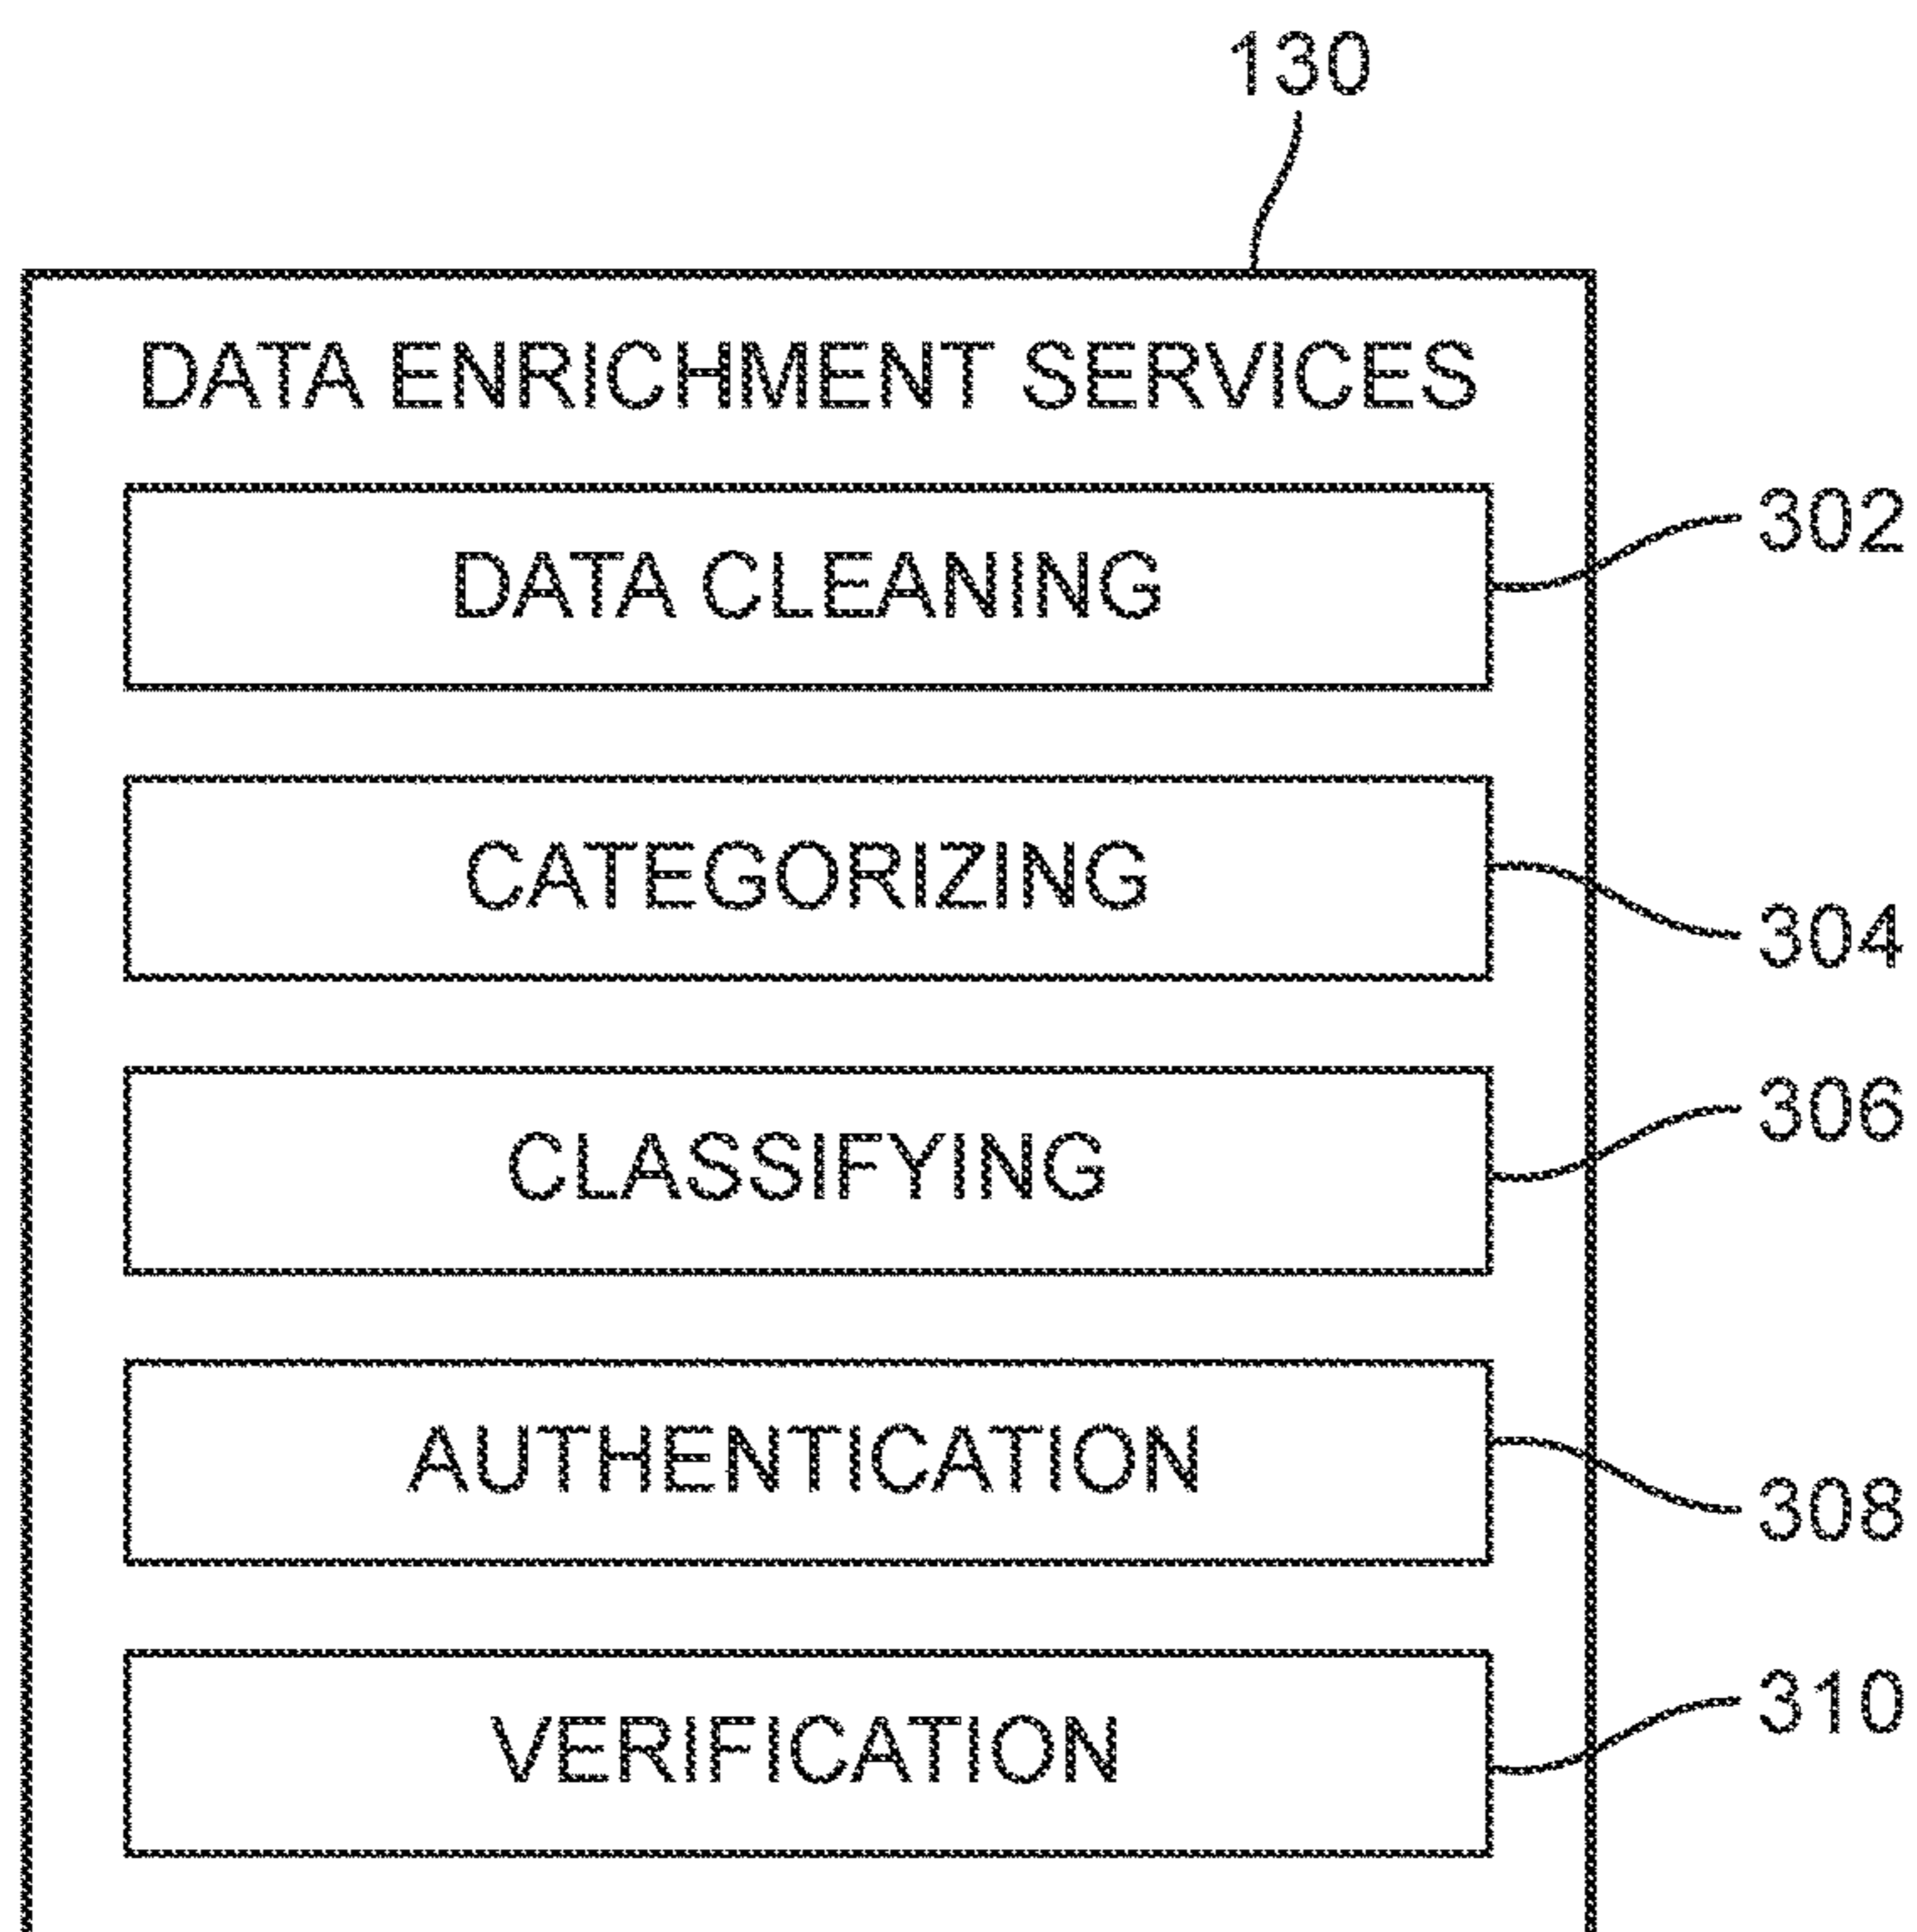 130
DATA ENRICHMENT SERVICES
DATA CLEANING
302
CATEGORIZING
304
CLASSIFYING
306
AUTHENTICATION
308
VERIFICATION
310